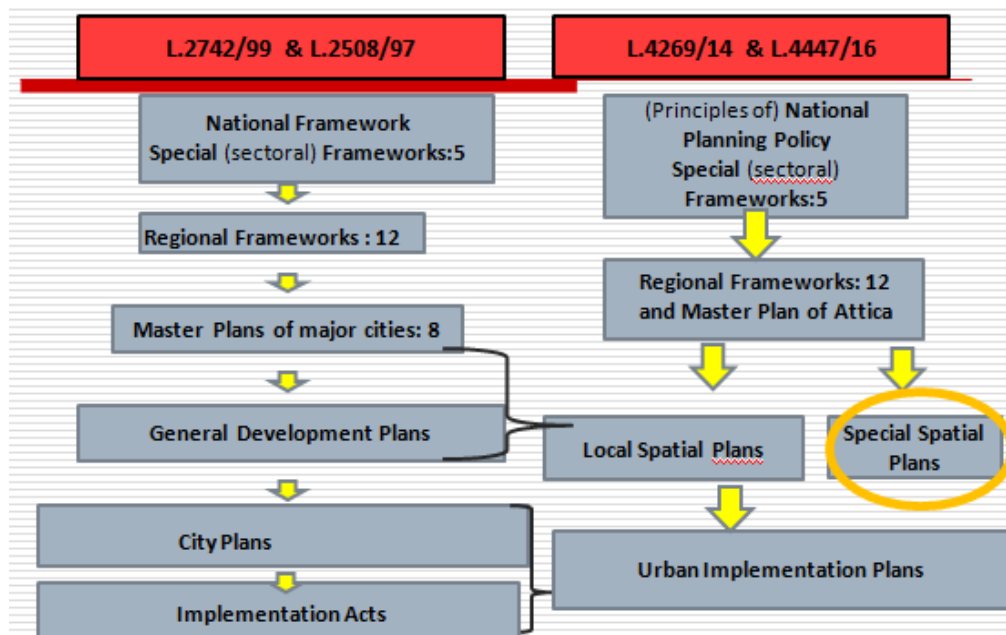 L.2742/99 & L.2508/97
National Framework
Special (sectoral) Frameworks:5
Regional Frameworks : 12
Master Plans of major cities: 8
General Development Plans
City Plans
Implementation Acts
L.4269/14 & L.4447/16
(Principles of) National
Planning Policy
Special (sectoral)
Frameworks:5
Regional Frameworks: 12
and Master Plan of Attica
Local Spatial Plans
Special Spatial
Plans
Urban Implementation Plans